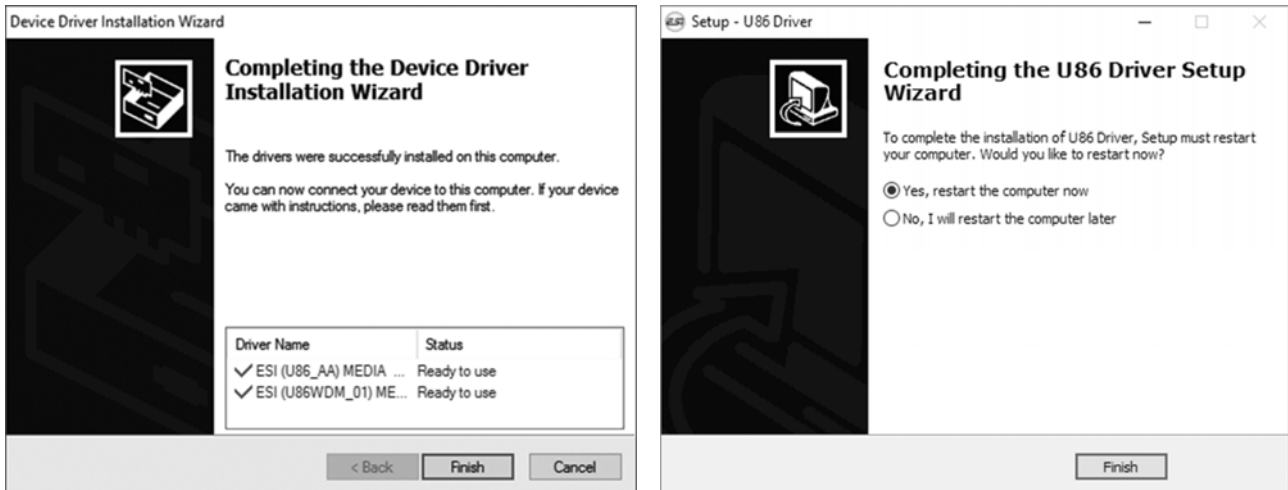 Device Driver Installation Wizard
Completing the Device Driver
Installation Wizard
The drivers were successfully installed on this computer.
You can now connect your device to this computer. If your device
came with instructions, please read them first.
Driver Name Status
ESI (U86_AA) MEDIA ... Ready to use
ESI (U86WDM_01) ME... Ready to use
< Back Finish Cancel
ESI Setup - U86 Driver
Completing the U86 Driver Setup
Wizard
To complete the installation of U86 Driver, Setup must restart
your computer. Would you like to restart now?
Yes, restart the computer now
No, I will restart the computer later
Finish